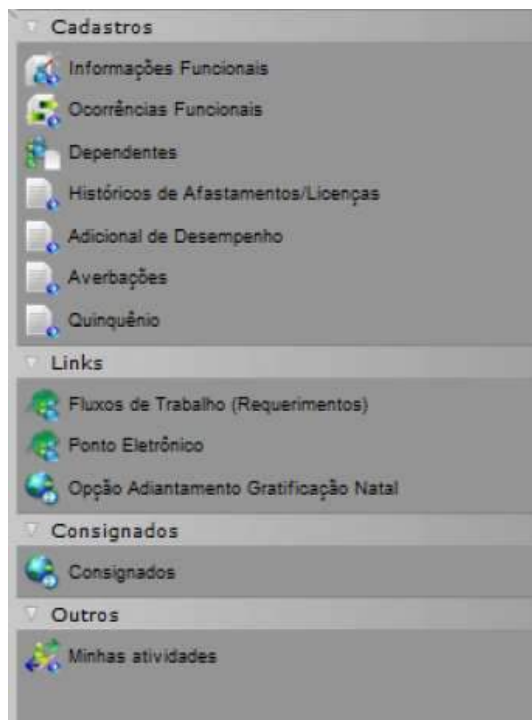 Cadastros
Informações Funcionais
Ocorrências Funcionais
Dependentes
Históricos de Afastamentos/Licenças
Adicional de Desempenho
Averbações
Quinquênio
Links
Fluxos de Trabalho (Requerimentos)
Ponto Eletrônico
Opção Adiantamento Gratificação Natal
Consignados
Consignados
Outros
Minhas atividades